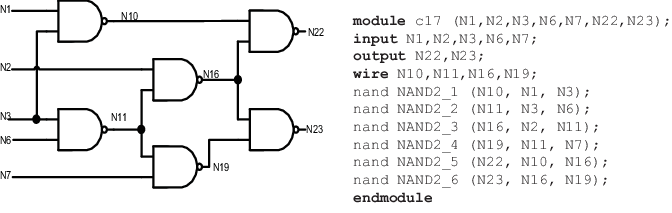 N1
N10
N22
N2
N16
N3
N11
N6
N23
N19
N7
module c17 (N1,N2,N3,N6,N7,N22,N23);
input N1,N2,N3,N6,N7;
output N22,N23;
wire N10,N11,N16,N19;
nand NAND2_1 (N10, N1, N3);
nand NAND2_2 (N11, N3, N6);
nand NAND2_3 (N16, N2, N11);
nand NAND2_4 (N19, N11, N7);
nand NAND2_5 (N22, N10, N16);
nand NAND2_6 (N23, N16, N19);
endmodule